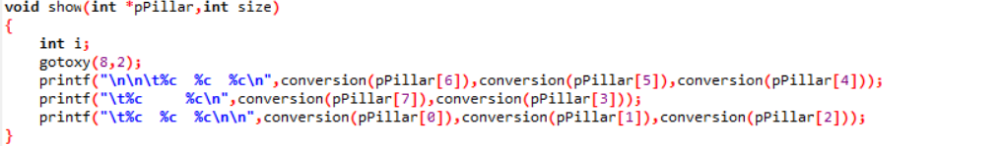 void show(int *pPillar,int size)
{
    int i;
    gotoxy(8,2);
    printf("\n\n\t%c  %c  %c\n",conversion(pPillar[6]),conversion(pPillar[5]),conversion(pPillar[4]));
    printf("\t%c     %c\n",conversion(pPillar[7]),conversion(pPillar[3]));
    printf("\t%c  %c  %c\n\n",conversion(pPillar[0]),conversion(pPillar[1]),conversion(pPillar[2]));
}